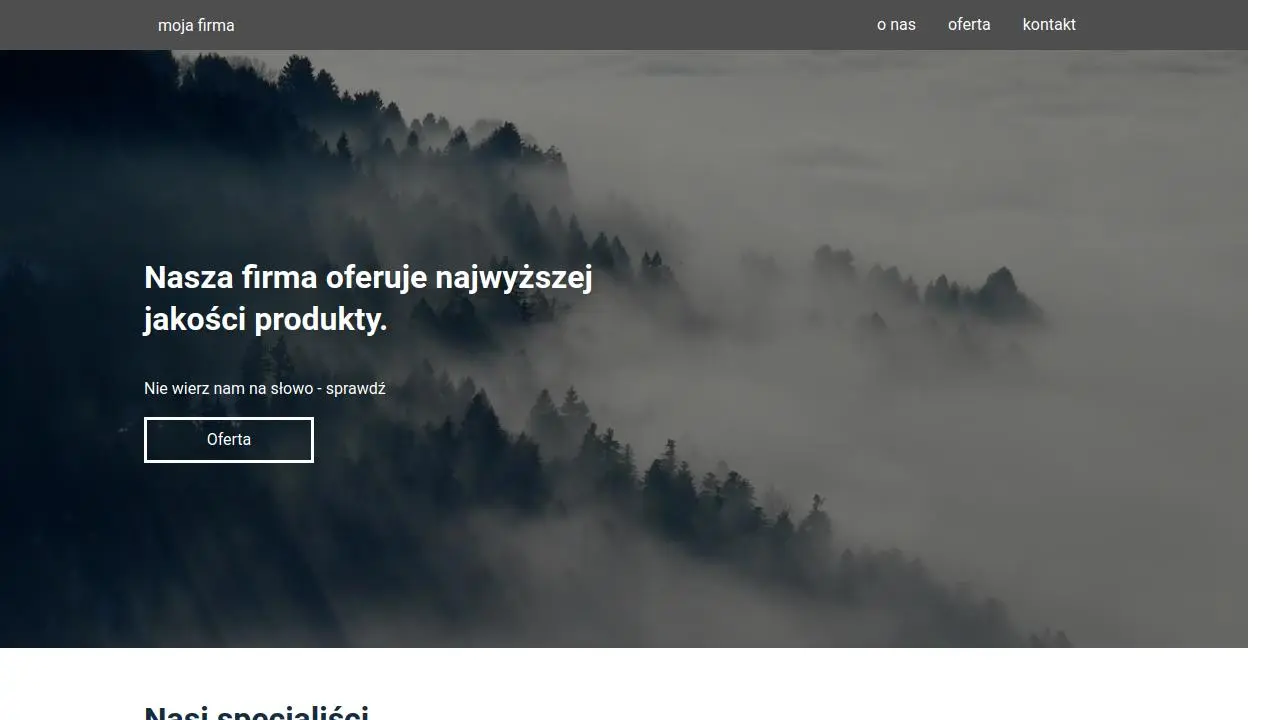 moja firma
o nas
oferta
kontakt
Nasza firma oferuje najwyższej
jakości produkty.
Nie wierz nam na słowo - sprawdź
Oferta
Nasi specjaliści